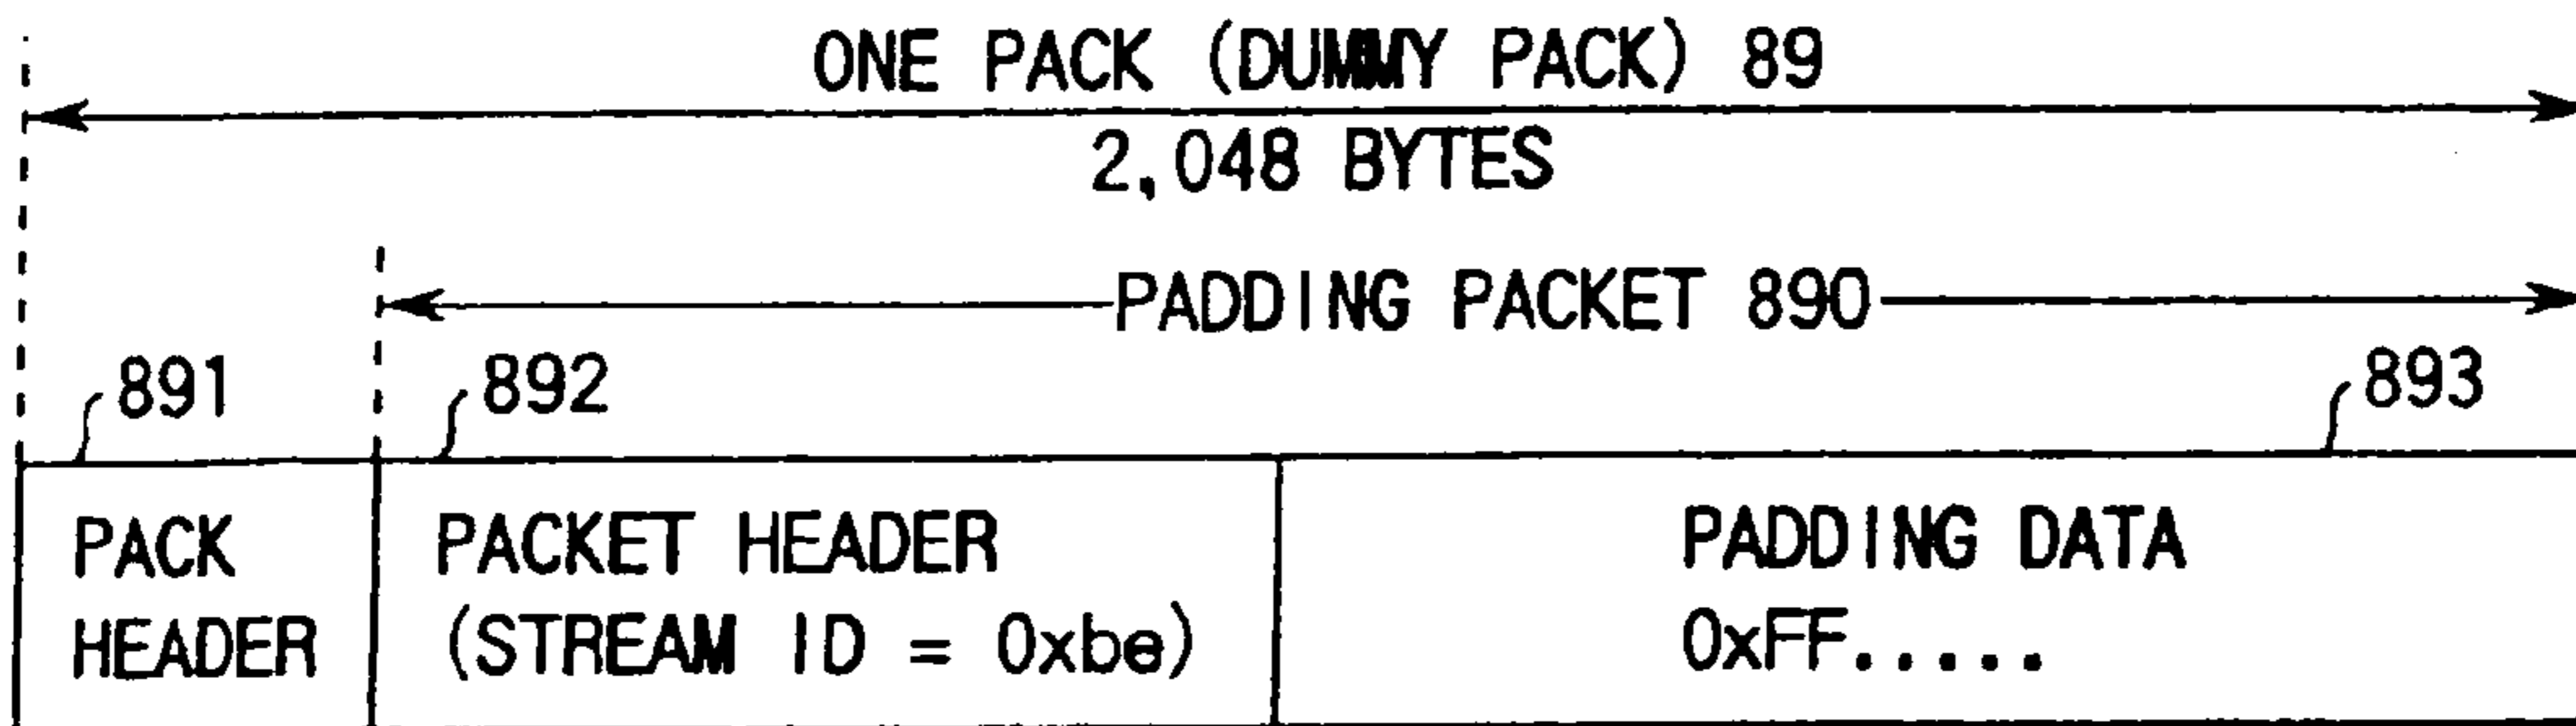 ONE PACK (DUMMY PACK) 89
2,048 BYTES
PADDING PACKET 890
891
892
893
PACK
HEADER
PACKET HEADER
(STREAM ID = 0xbe)
PADDING DATA
0xFF.....